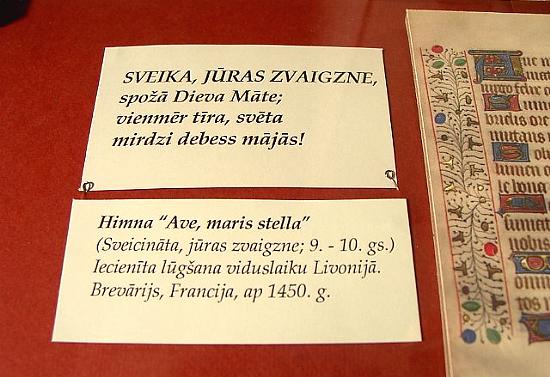 SVEIKA, JŪRAS ZVAIGZNE,
spožā Dieva Māte;
vienmēr tīra, svēta
mirdzi debess mājās!
Himna “Ave, maris stella”
(Sveicināta, jūras zvaigzne; 9. - 10. gs.)
Iecienīta lūgšana viduslaiku Livonijā.
Brevārijs, Francija, ap 1450. g.